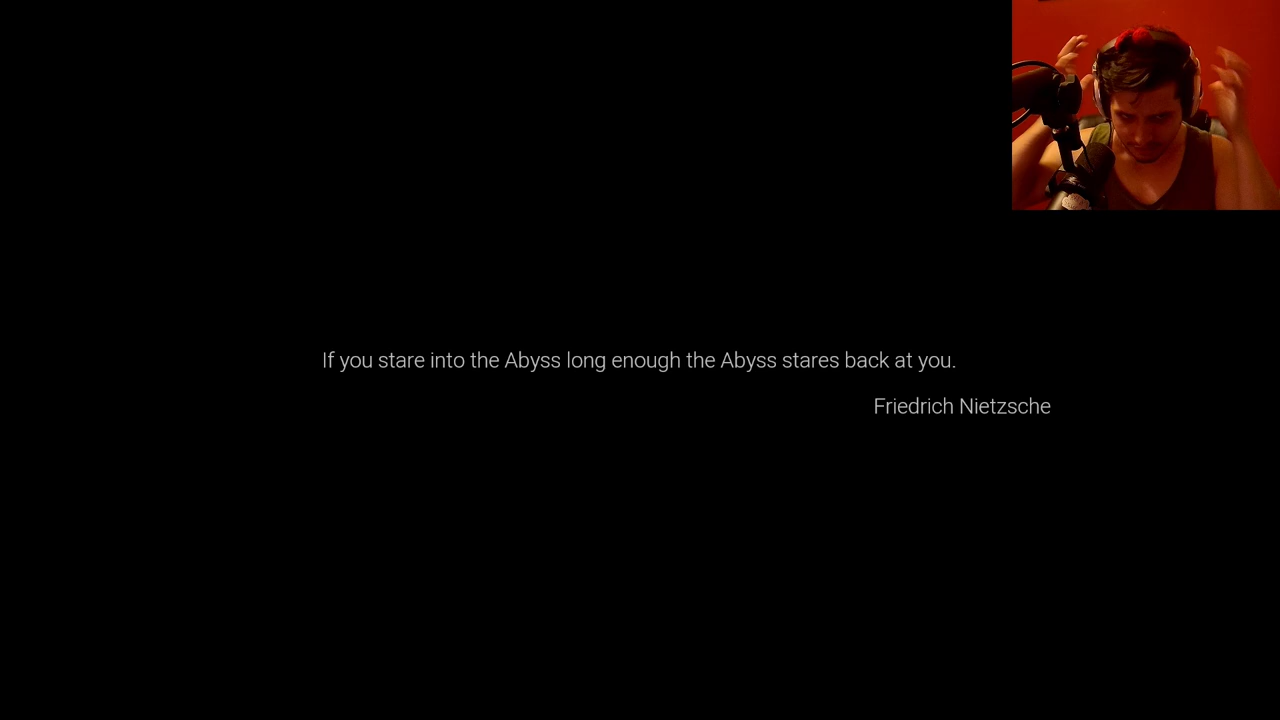 If you stare into the Abyss long enough the Abyss stares back at you.
Friedrich Nietzsche